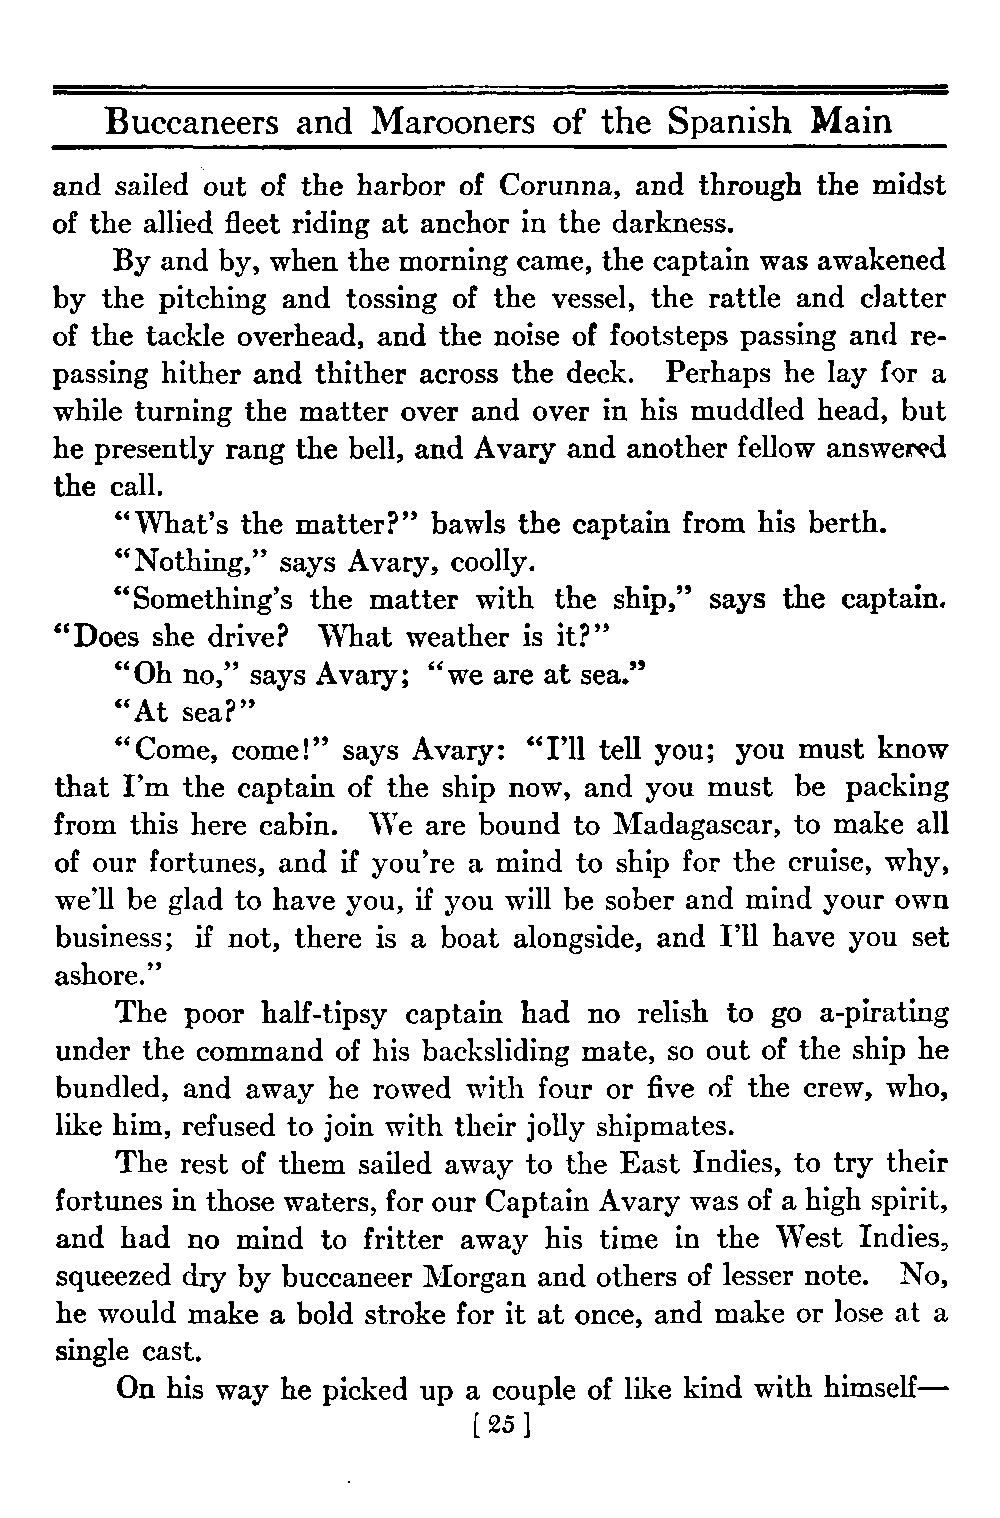 Buccaneers and Marooners of the Spanish Main
and sailed out of the harbor of Corunna, and through the midst
of the allied fleet riding at anchor in the darkness.
By and by, when the morning came, the captain was awakened
by the pitching and tossing of the vessel, the rattle and clatter
of the tackle overhead, and the noise of footsteps passing and re-
passing hither and thither across the deck. Perhaps he lay for a
while turning the matter over and over in his muddled head, but
he presently rang the bell, and Avary and another fellow answered
the call.
“What's the matter?” bawls the captain from his berth.
“Nothing,” says Avary, coolly.
“Something's the matter with the ship,” says the captain.
“Does she drive? What weather is it?”
“Oh no,” says Avary; “we are at sea.”
“At sea?”
“Come, come!” says Avary: “I'll tell you; you must know
that I'm the captain of the ship now, and you must be packing
from this here cabin. We are bound to Madagascar, to make all
of our fortunes, and if you're a mind to ship for the cruise, why,
we'll be glad to have you, if you will be sober and mind your own
business; if not, there is a boat alongside, and I'll have you set
ashore.”
The poor half-tipsy captain had no relish to go a-pirating
under the command of his backsliding mate, so out of the ship he
bundled, and away he rowed with four or five of the crew, who,
like him, refused to join with their jolly shipmates.
The rest of them sailed away to the East Indies, to try their
fortunes in those waters, for our Captain Avary was of a high spirit,
and had no mind to fritter away his time in the West Indies,
squeezed dry by buccaneer Morgan and others of lesser note. No,
he would make a bold stroke for it at once, and make or lose at a
single cast.
On his way he picked up a couple of like kind with himself—
[ 25 ]